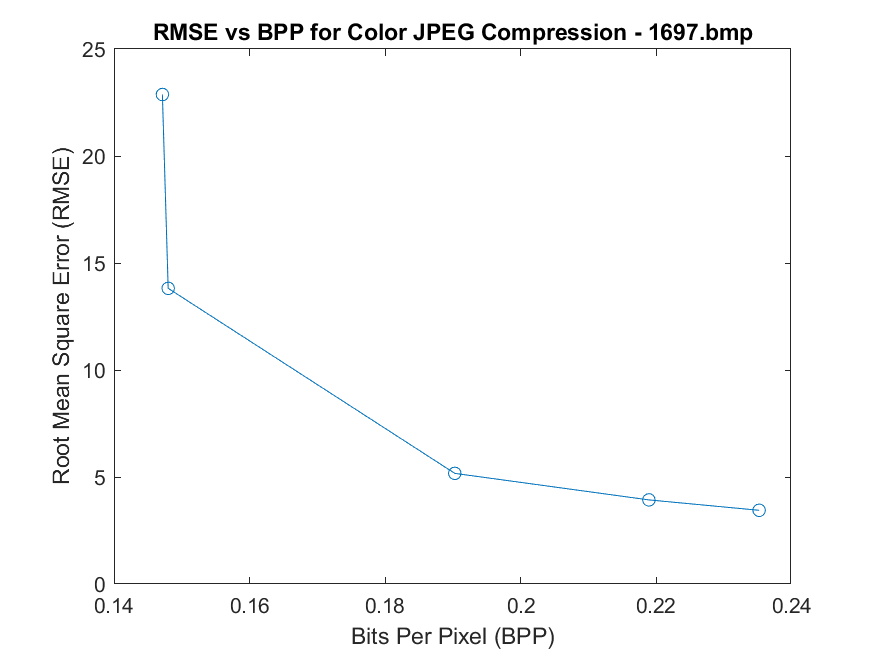 RMSE vs BPP for Color JPEG Compression - 1697.bmp
25
20
15
10
5
0
Root Mean Square Error (RMSE)
0.14 0.16 0.18 0.2 0.22 0.24
Bits Per Pixel (BPP)